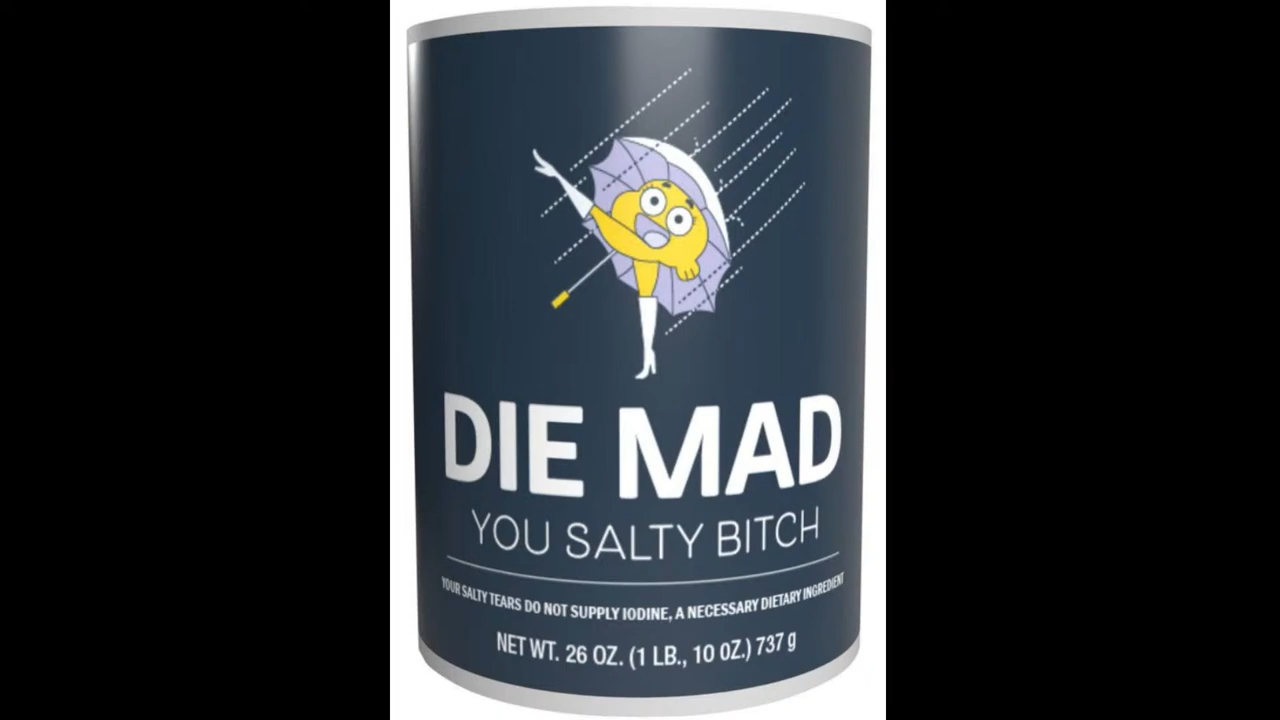 DIE MAD
YOU SALTY BITCH
YOUR SALTY TEARS DO NOT SUPPLY IODINE, A NECESSARY DIETARY INGREDIENT
NET WT. 26 OZ. (1 LB., 10 OZ.) 737 g